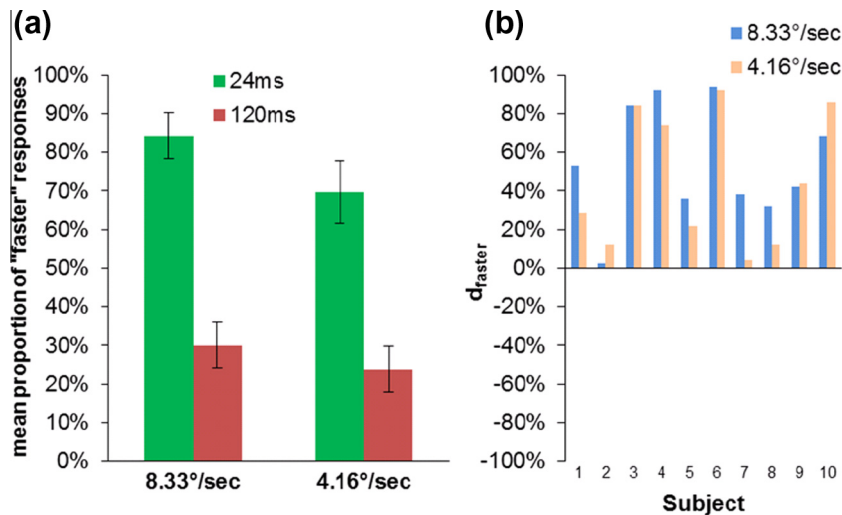 (a)
mean proportion of "faster" responses
100%
90%
80%
70%
60%
50%
40%
30%
20%
10%
0%
24ms
120ms
8.33°/sec
4.16°/sec
(b)
8.33°/sec
4.16°/sec
d_faster
100%
80%
60%
40%
20%
0%
-20%
-40%
-60%
-80%
-100%
1 2 3 4 5 6 7 8 9 10
Subject